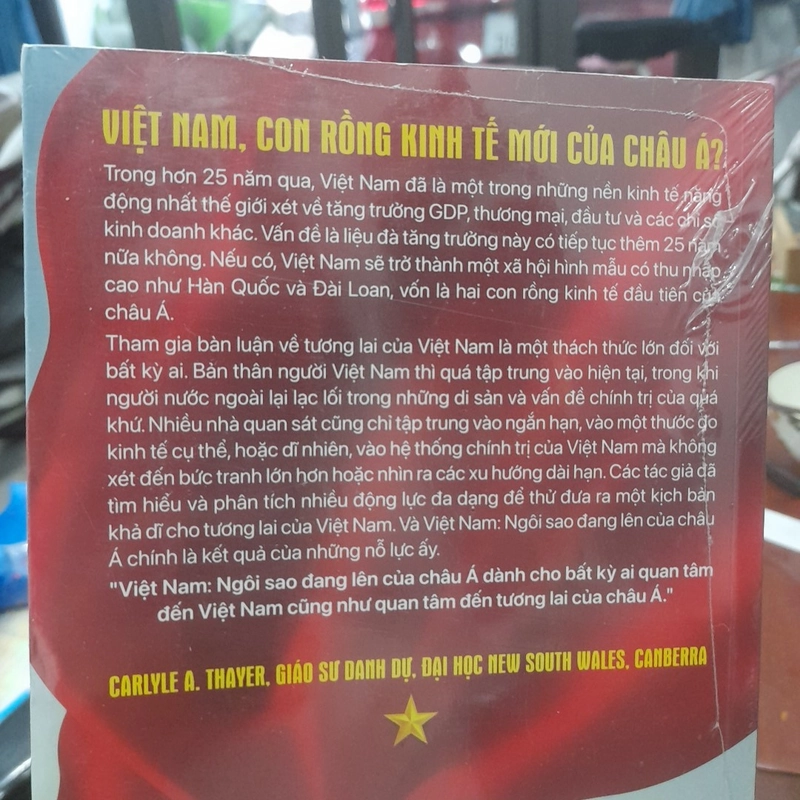 VIỆT NAM, CON RỒNG KINH TẾ MỚI CỦA CHÂU Á?
Trong hơn 25 năm qua, Việt Nam đã là một trong những nền kinh tế năng
động nhất thế giới xét về tăng trưởng GDP, thương mại, đầu tư và các chỉ số
kinh doanh khác. Vấn đề là liệu đà tăng trưởng này có tiếp tục thêm 25 năm
nữa không. Nếu có, Việt Nam sẽ trở thành một xã hội hình mẫu có thu nhập
cao như Hàn Quốc và Đài Loan, vốn là hai con rồng kinh tế đầu tiên của
châu Á.
Tham gia bàn luận về tương lai của Việt Nam là một thách thức lớn đối với
bất kỳ ai. Bản thân người Việt Nam thì quá tập trung vào hiện tại, trong khi
người nước ngoài lại lạc lối trong những di sản và vấn đề chính trị của quá
khứ. Nhiều nhà quan sát cũng chỉ tập trung vào ngắn hạn, vào một thước đo
kinh tế cụ thể, hoặc dĩ nhiên, vào hệ thống chính trị của Việt Nam mà không
xét đến bức tranh lớn hơn hoặc nhìn ra các xu hướng dài hạn. Các tác giả đã
tìm hiểu và phân tích nhiều động lực đa dạng để thử đưa ra một kịch bản
khả dĩ cho tương lai của Việt Nam. Và Việt Nam: Ngôi sao đang lên của châu
Á chính là kết quả của những nỗ lực ấy.
"Việt Nam: Ngôi sao đang lên của châu Á dành cho bất kỳ ai quan tâm
đến Việt Nam cũng như quan tâm đến tương lai của châu Á."
CARLYLE A. THAYER, GIÁO SƯ DANH DỰ, ĐẠI HỌC NEW SOUTH WALES, CANBERRA